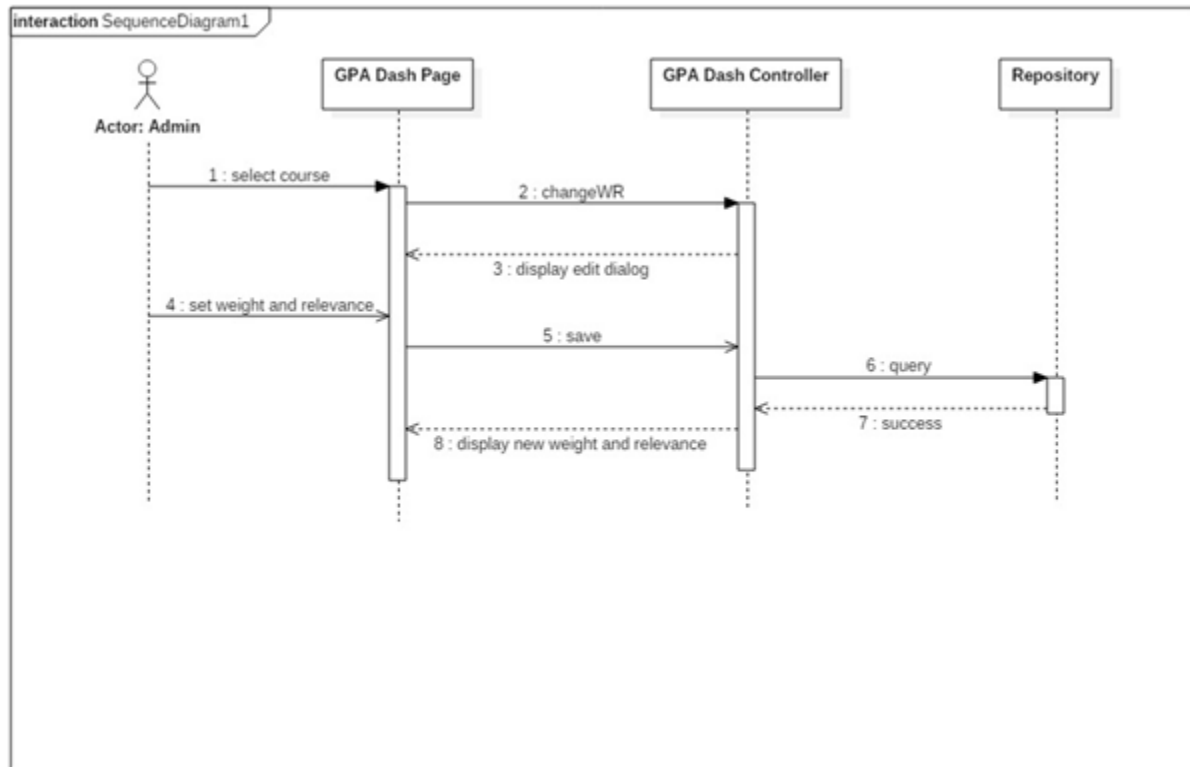 interaction SequenceDiagram1
Actor: Admin
GPA Dash Page
GPA Dash Controller
Repository
1 : select course
2 : changeWR
3 : display edit dialog
4 : set weight and relevance
5 : save
6 : query
7 : success
8 : display new weight and relevance